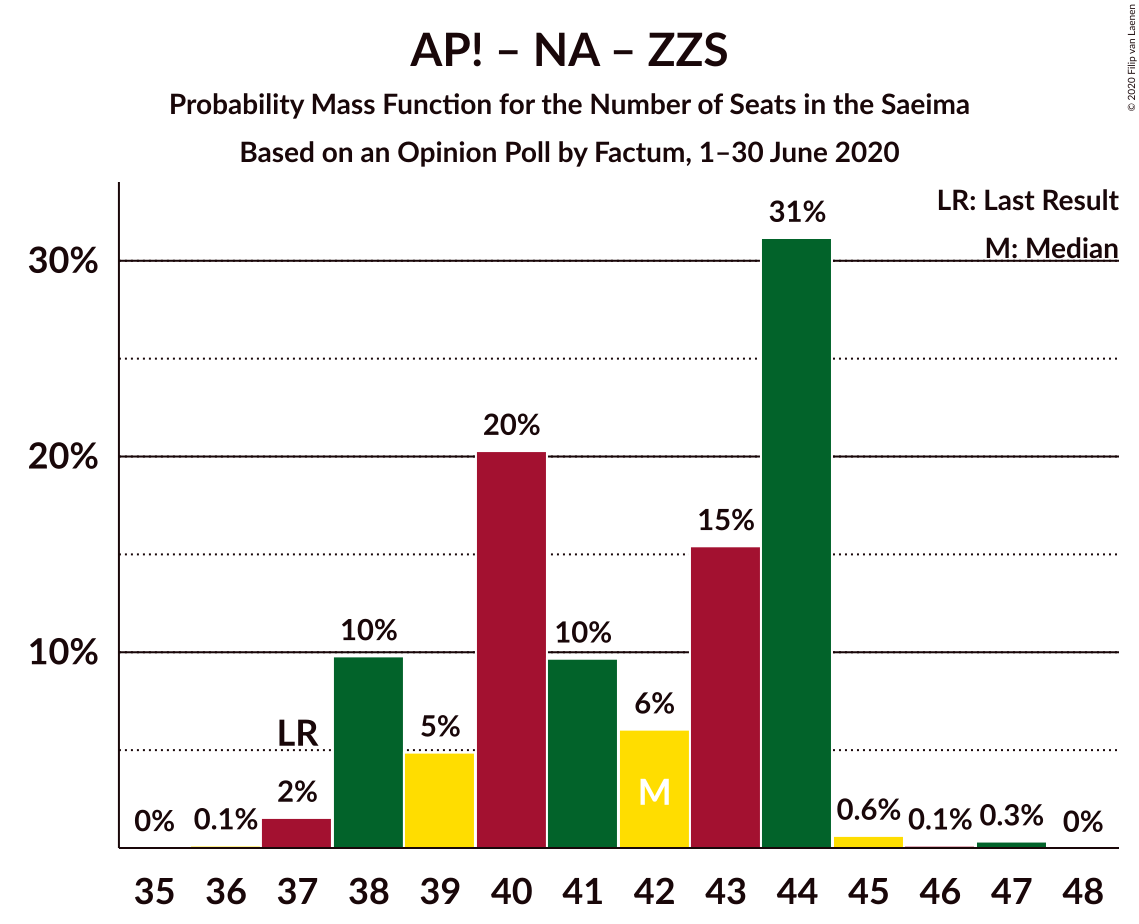 AP! – NA – ZZS
Probability Mass Function for the Number of Seats in the Saeima
Based on an Opinion Poll by Factum, 1–30 June 2020
© 2020 Filip van Laenen
LR: Last Result
M: Median
30%
20%
10%
0%
0.1%
LR
2%
10%
5%
20%
10%
6%
M
15%
31%
0.6%
0.1%
0.3%
0%
35 36 37 38 39 40 41 42 43 44 45 46 47 48